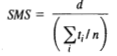 SMS = d / (∑_i t_i / n)